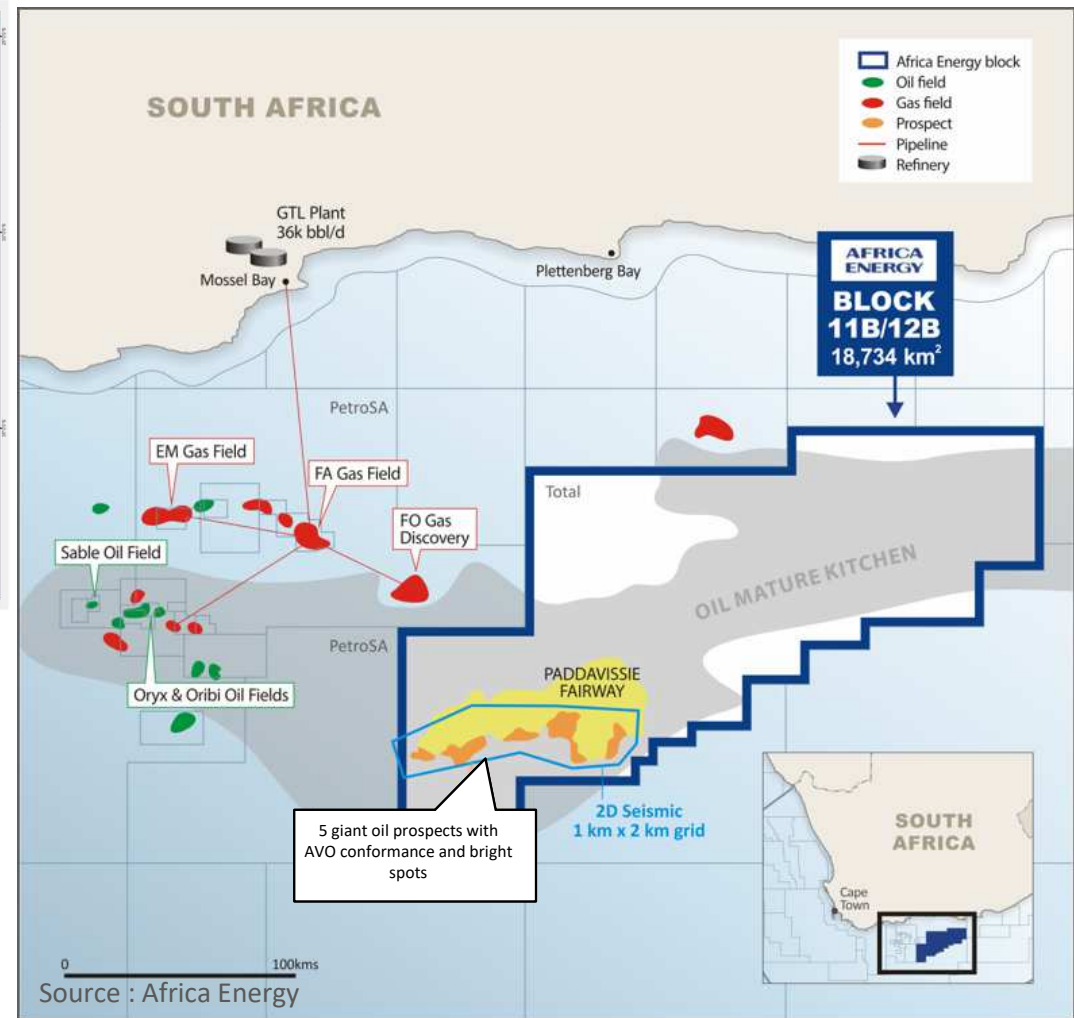 SOUTH AFRICA
Africa Energy block
Oil field
Gas field
Prospect
Pipeline
Refinery
GTL Plant
36k bbl/d
Mossel Bay
Plettenberg Bay
AFRICA
ENERGY
BLOCK
11B/12B
18,734 km²
PetroSA
EM Gas Field
FA Gas Field
Total
FO Gas
Discovery
Sable Oil Field
OIL MATURE KITCHEN
PetroSA
PADDAVISSIE
FAIRWAY
Oryx & Oribi Oil Fields
2D Seismic
1 km x 2 km grid
5 giant oil prospects with
AVO conformance and bright
spots
SOUTH
AFRICA
Cape
Town
0 100kms
Source : Africa Energy